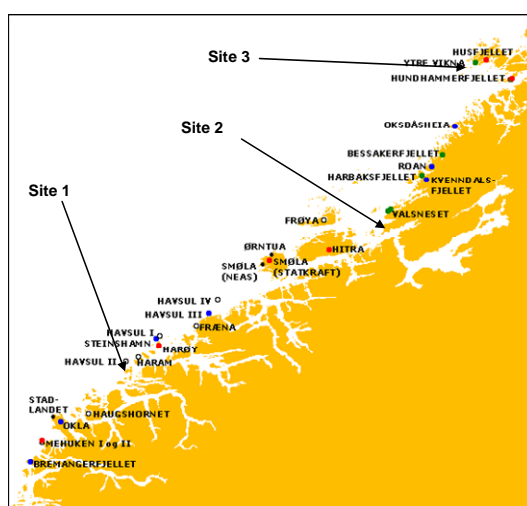 HUSFJELLET
Site 3
YTRE VIKNA
HUNDHAMMERFJELLET
OKSDÅSHEIA
Site 2
BESSAKERFJELLET
ROAN
HARBAKSFJELLET
KVENNDALS-
FJELLET
Site 1
VALSNESET
FRØYA
ØRNTUA
HITRA
SMØLA
(NEAS)
SMØLA
(STATKRAFT)
HAVSUL IV
HAVSUL III
FRÆNA
HAVSUL I
STEINSHAMN
HARØY
HAVSUL II
HARAM
STAD-
LANDET
HAUGSHORNET
OKLA
MEHUKEN I og II
BREMANGERFJELLET